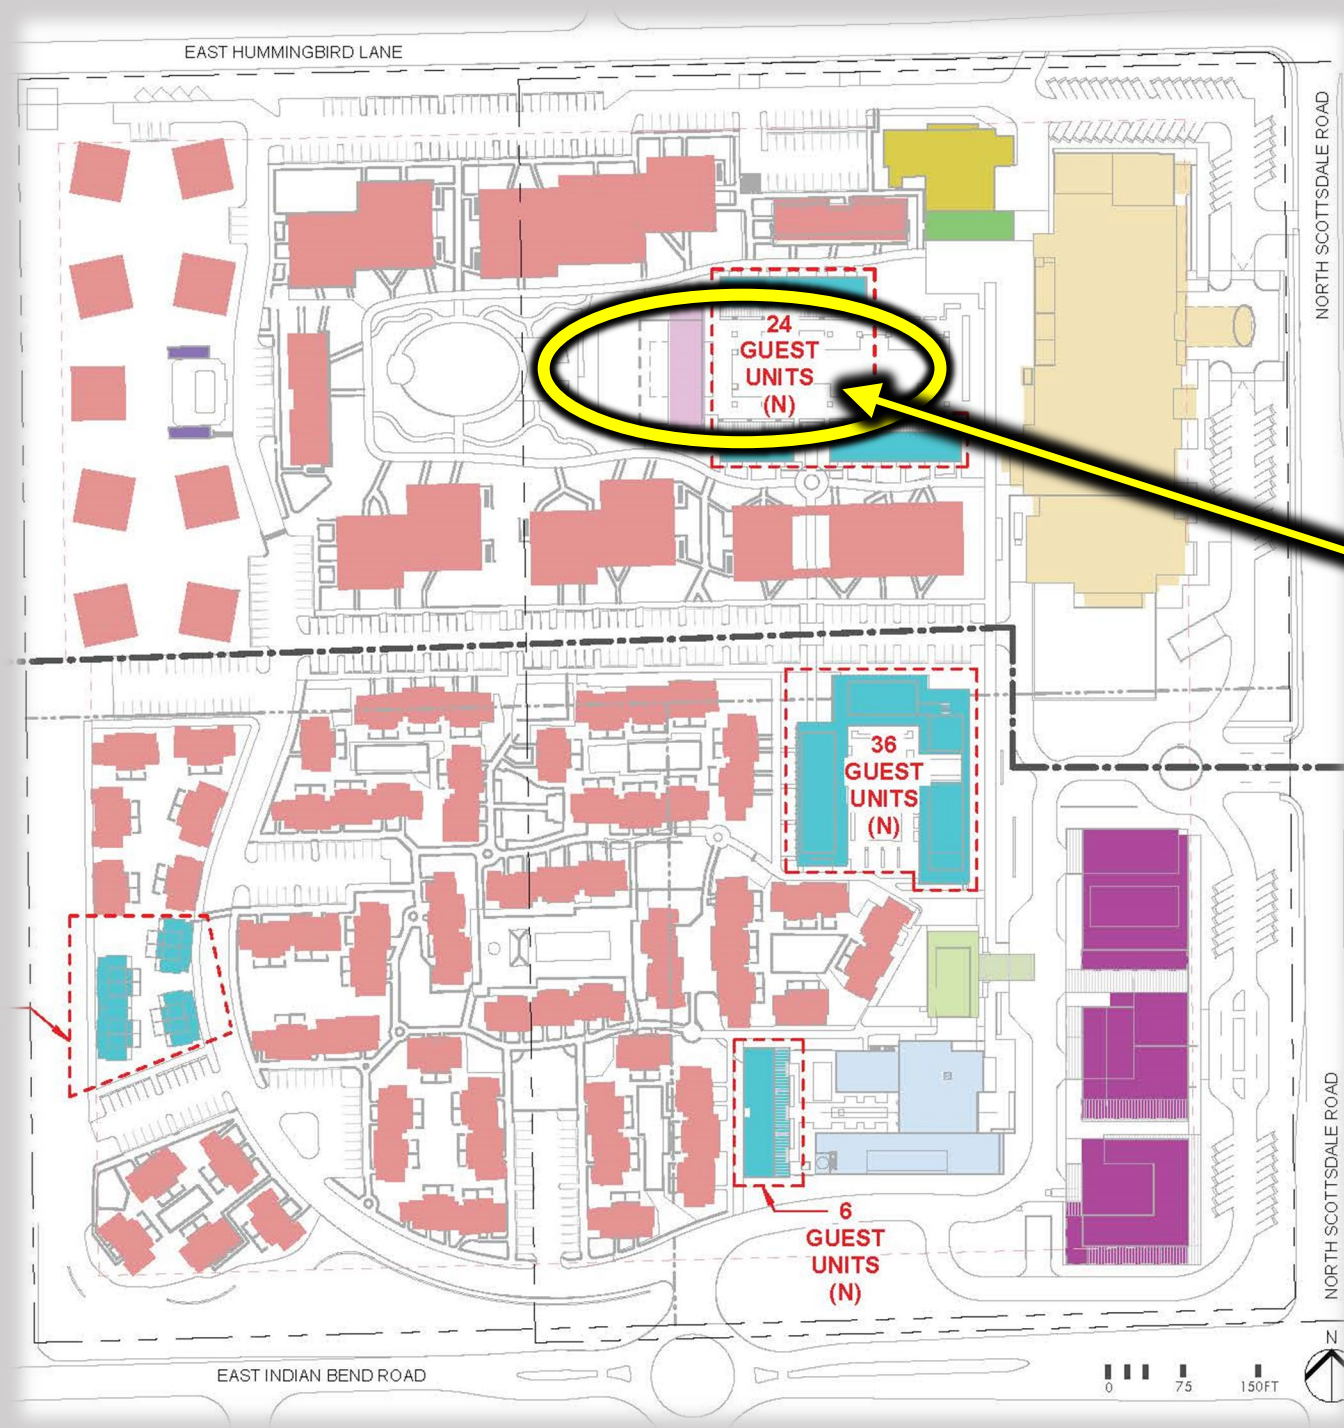 EAST HUMMINGBIRD LANE
NORTH SCOTTSDALE ROAD
24
GUEST
UNITS
(N)
36
GUEST
UNITS
(N)
6
GUEST
UNITS
(N)
NORTH SCOTTSDALE ROAD
EAST INDIAN BEND ROAD
0 75 150FT
N